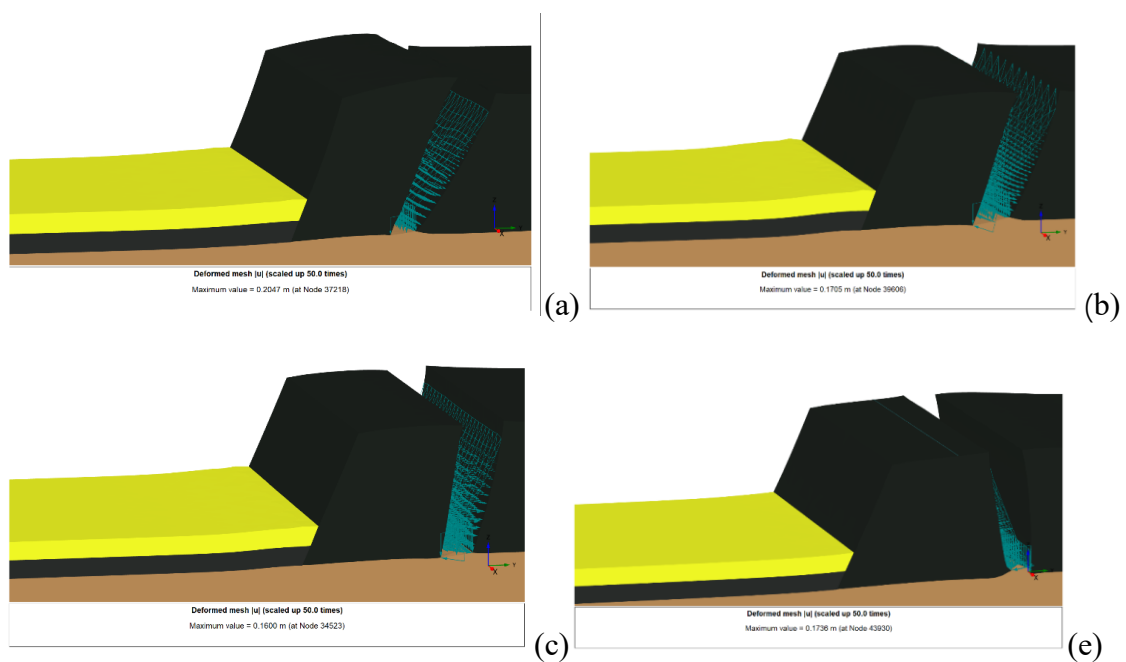 Deformed mesh |u| (scaled up 50.0 times)
Maximum value = 0.2047 m (at Node 37218)
(a)
Deformed mesh |u| (scaled up 50.0 times)
Maximum value = 0.1705 m (at Node 39606)
(b)
Deformed mesh |u| (scaled up 50.0 times)
Maximum value = 0.1600 m (at Node 34523)
(c)
Deformed mesh |u| (scaled up 50.0 times)
Maximum value = 0.1736 m (at Node 43930)
(e)